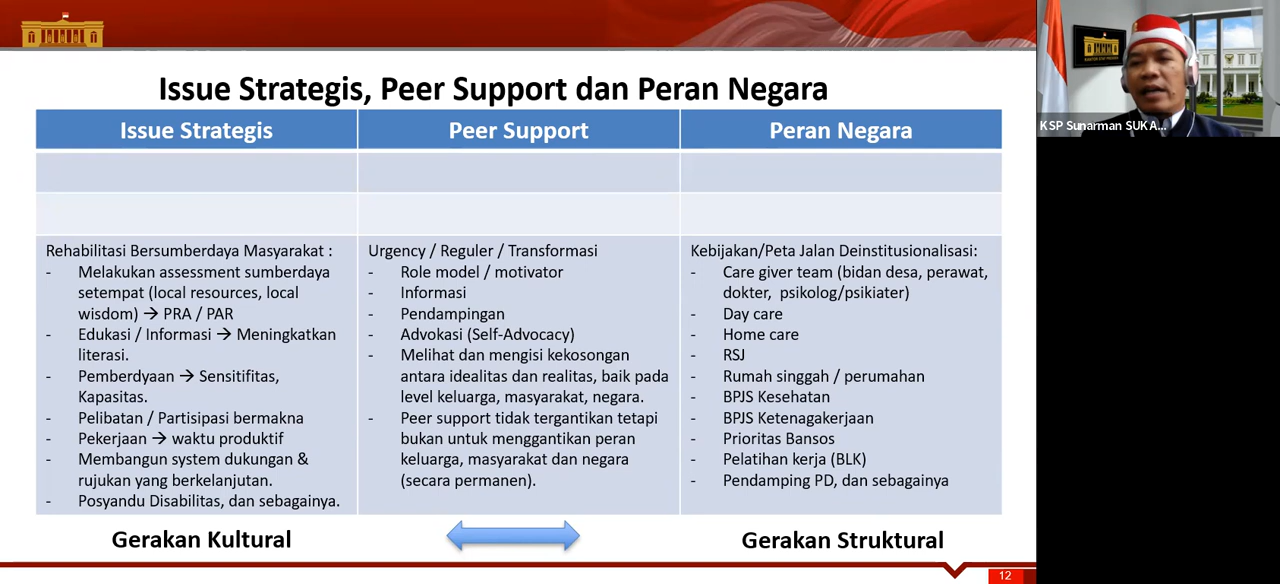 Issue Strategis, Peer Support dan Peran Negara
Issue Strategis
Peer Support
Peran Negara
Rehabilitasi Bersumberdaya Masyarakat :
- Melakukan assessment sumberdaya
setempat (local resources, local
wisdom) → PRA / PAR
- Edukasi / Informasi → Meningkatkan
literasi.
- Pemberdyaan → Sensitifitas,
Kapasitas.
- Pelibatan / Partisipasi bermakna
- Pekerjaan → waktu produktif
- Membangun system dukungan &
rujukan yang berkelanjutan.
- Posyandu Disabilitas, dan sebagainya.
Urgency / Reguler / Transformasi
- Role model / motivator
- Informasi
- Pendampingan
- Advokasi (Self-Advocacy)
- Melihat dan mengisi kekosongan
antara idealitas dan realitas, baik pada
level keluarga, masyarakat, negara.
- Peer support tidak tergantikan tetapi
bukan untuk menggantikan peran
keluarga, masyarakat dan negara
(secara permanen).
Kebijakan/Peta Jalan Deinstitusionalisasi:
- Care giver team (bidan desa, perawat,
dokter, psikolog/psikiater)
- Day care
- Home care
- RSJ
- Rumah singgah / perumahan
- BPJS Kesehatan
- BPJS Ketenagakerjaan
- Prioritas Bansos
- Pelatihan kerja (BLK)
- Pendamping PD, dan sebagainya
Gerakan Kultural
Gerakan Struktural
12
KSP Sunarman SUKA...